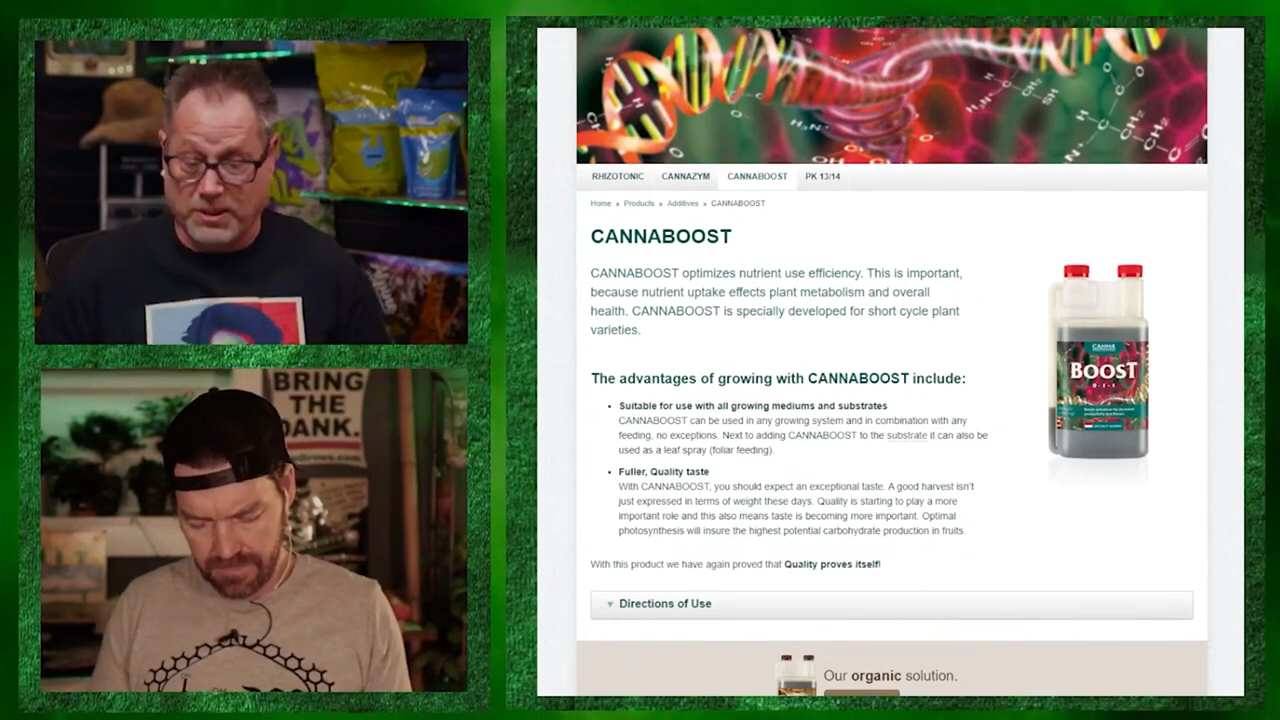 BRING
THE
DANK.
RHIZOTONIC CANNAZYM CANNABOOST PK 13/14
Home » Products » Additives » CANNABOOST
CANNABOOST
CANNABOOST optimizes nutrient use efficiency. This is important,
because nutrient uptake effects plant metabolism and overall
health. CANNABOOST is specially developed for short cycle plant
varieties.
CANNA
BOOST
0-1-1
The advantages of growing with CANNABOOST include:
• Suitable for use with all growing mediums and substrates
CANNABOOST can be used in any growing system and in combination with any
feeding, no exceptions. Next to adding CANNABOOST to the substrate it can also be
used as a leaf spray (foliar feeding).
• Fuller, Quality taste
With CANNABOOST, you should expect an exceptional taste. A good harvest isn't
just expressed in terms of weight these days. Quality is starting to play a more
important role and this also means taste is becoming more important. Optimal
photosynthesis will insure the highest potential carbohydrate production in fruits.
With this product we have again proved that Quality proves itself!
▼ Directions of Use
Our organic solution.